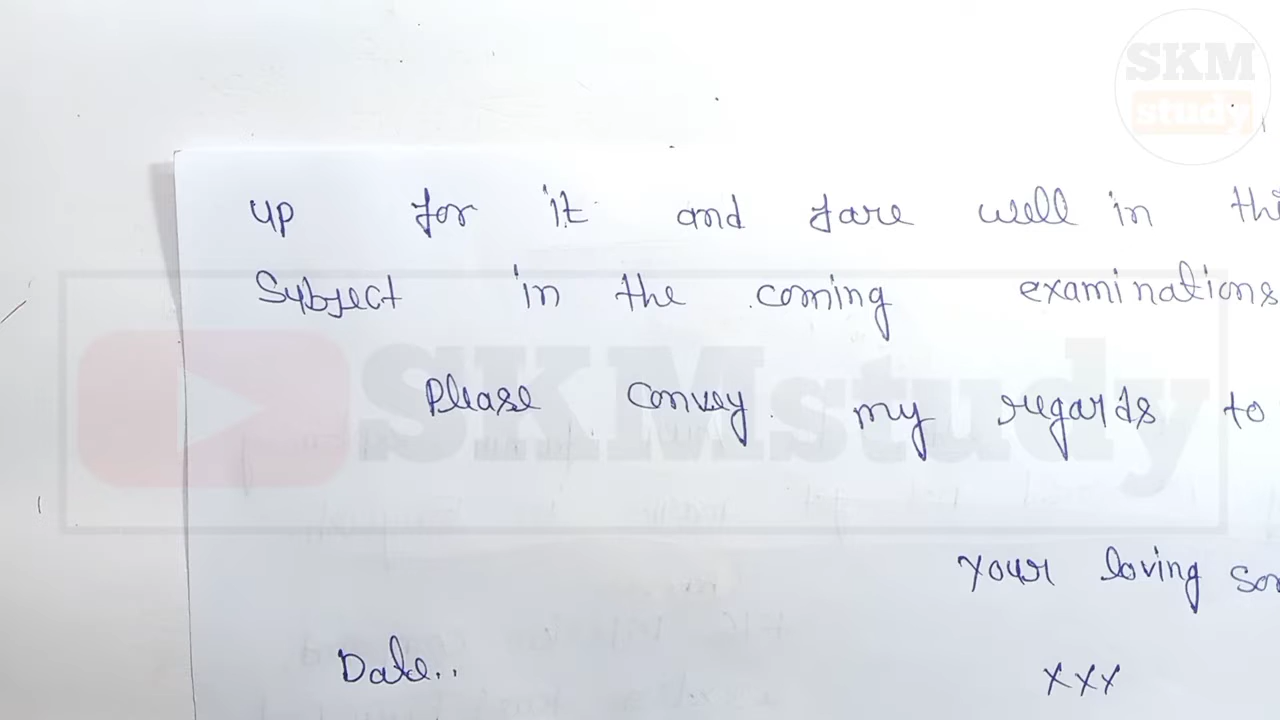 SKM
study
up for it and fare well in thi
Subject in the coming examinations
SKMstudy
Please convey my regards to
Your loving son
Date..
xxx